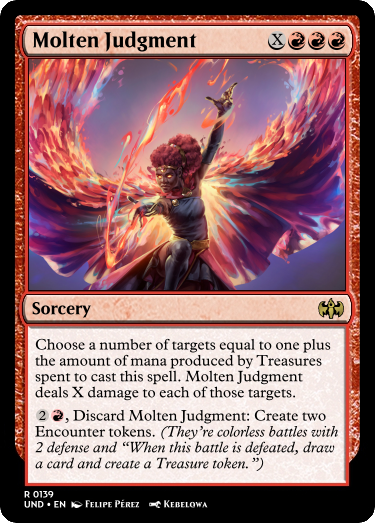 Molten Judgment X
Sorcery
Choose a number of targets equal to one plus
the amount of mana produced by Treasures
spent to cast this spell. Molten Judgment
deals X damage to each of those targets.
2 , Discard Molten Judgment: Create two
Encounter tokens. (They're colorless battles with
2 defense and “When this battle is defeated, draw
a card and create a Treasure token.”)
R 0139
UND • EN Felipe Pérez Kebelowa